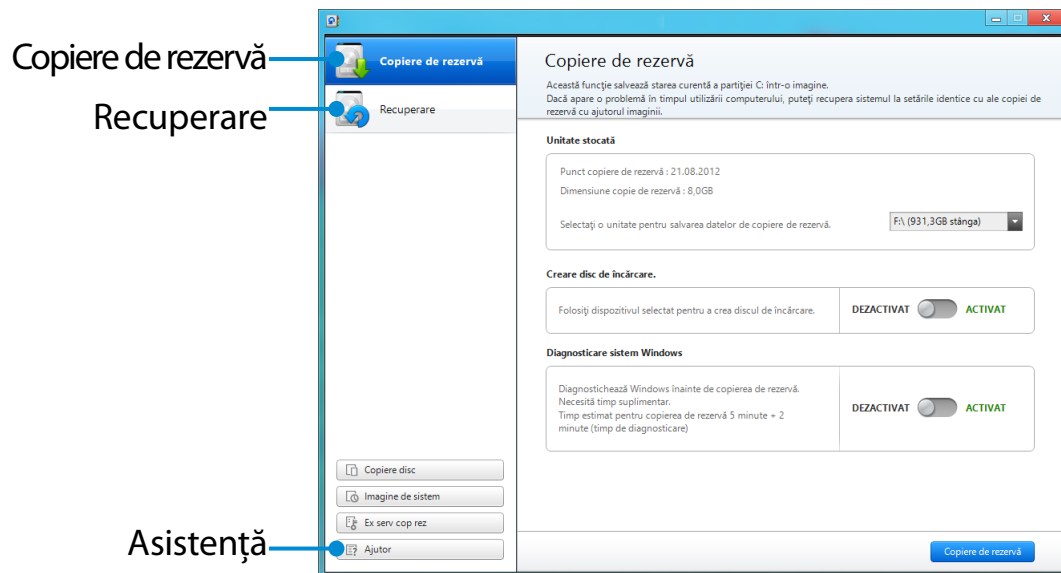 Copiere de rezervă
Recuperare
Asistență
Copiere de rezervă
Recuperare
Copiere disc
Imagine de sistem
Ex serv cop rez
Ajutor
Copiere de rezervă
Această funcţie salvează starea curentă a partiţiei C: într-o imagine.
Dacă apare o problemă în timpul utilizării computerului, puteţi recupera sistemul la setările identice cu ale copiei de
rezervă cu ajutorul imaginii.
Unitate stocată
Punct copiere de rezervă : 21.08.2012
Dimensiune copie de rezervă : 8,0GB
Selectaţi o unitate pentru salvarea datelor de copiere de rezervă.
F:\ (931,3GB stânga)
Creare disc de încărcare.
Folosiţi dispozitivul selectat pentru a crea discul de încărcare.
DEZACTIVAT ACTIVAT
Diagnosticare sistem Windows
Diagnostichează Windows înainte de copierea de rezervă.
Necesită timp suplimentar.
Timp estimat pentru copierea de rezervă 5 minute + 2
minute (timp de diagnosticare)
DEZACTIVAT ACTIVAT
Copiere de rezervă